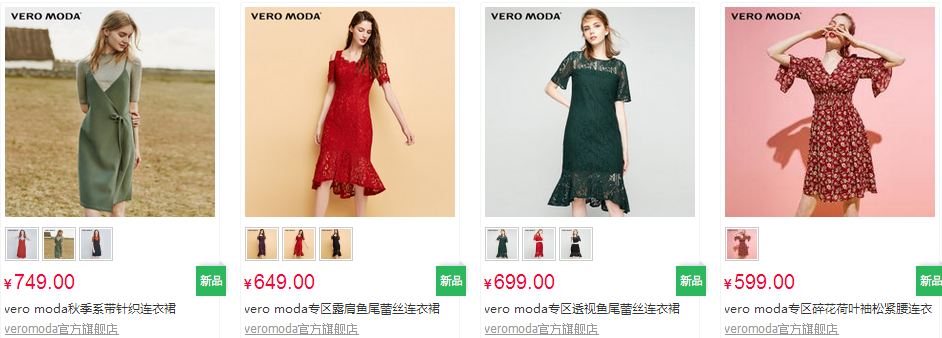 VERO MODA
¥749.00
新品
vero moda秋季系带针织连衣裙
veromoda官方旗舰店
VERO MODA
¥649.00
新品
vero moda专区露肩鱼尾蕾丝连衣裙
veromoda官方旗舰店
VERO MODA
¥699.00
新品
vero moda专区透视鱼尾蕾丝连衣裙
veromoda官方旗舰店
VERO MODA
¥599.00
新品
vero moda专区碎花荷叶袖松紧腰连衣
veromoda官方旗舰店